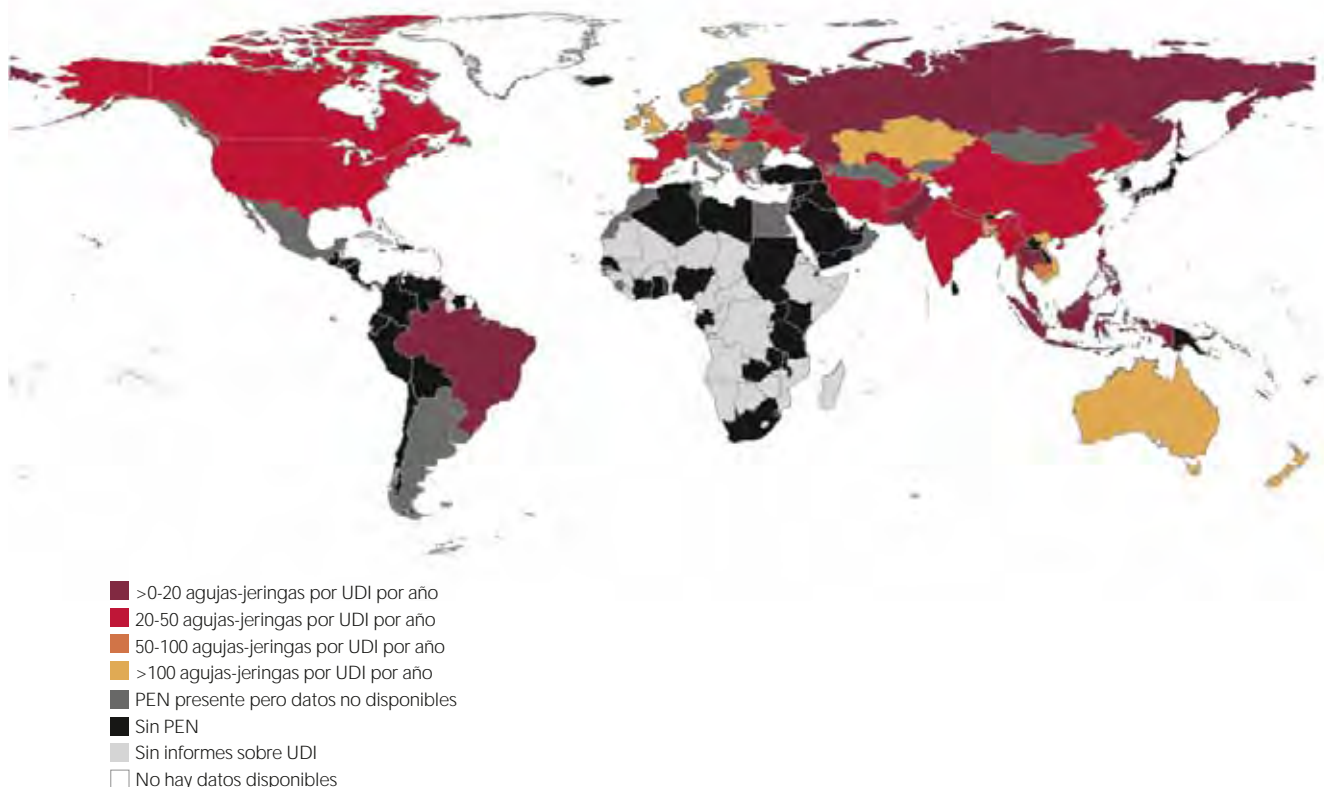 >0-20 agujas-jeringas por UDI por año
20-50 agujas-jeringas por UDI por año
50-100 agujas-jeringas por UDI por año
>100 agujas-jeringas por UDI por año
PEN presente pero datos no disponibles
Sin PEN
Sin informes sobre UDI
No hay datos disponibles